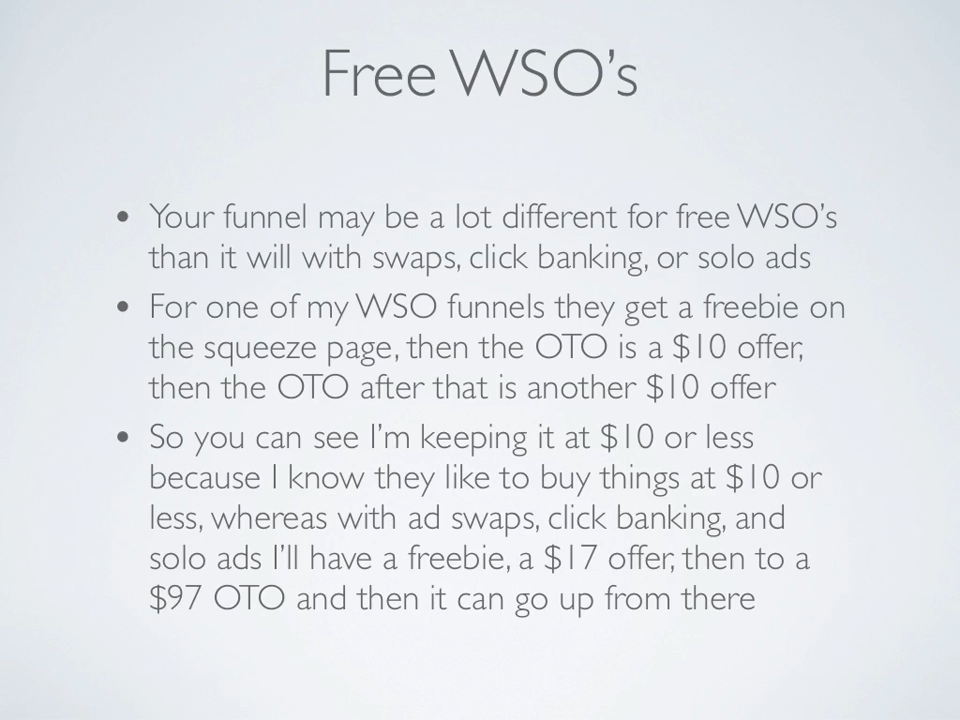 Free WSO’s
• Your funnel may be a lot different for free WSO’s
than it will with swaps, click banking, or solo ads
• For one of my WSO funnels they get a freebie on
the squeeze page, then the OTO is a $10 offer,
then the OTO after that is another $10 offer
• So you can see I’m keeping it at $10 or less
because I know they like to buy things at $10 or
less, whereas with ad swaps, click banking, and
solo ads I’ll have a freebie, a $17 offer, then to a
$97 OTO and then it can go up from there